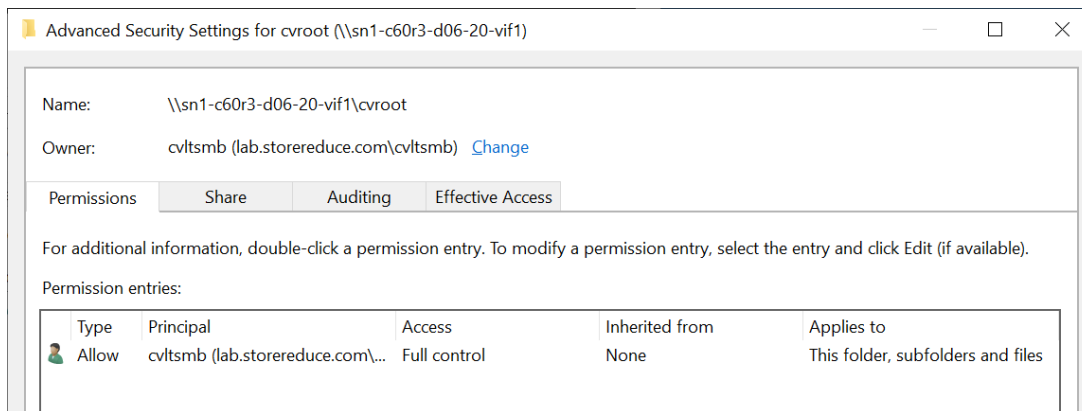 Advanced Security Settings for cvroot (\\sn1-c60r3-d06-20-vif1)
Name: \\sn1-c60r3-d06-20-vif1\cvroot
Owner: cvltsmb (lab.storereduce.com\cvltsmb) Change
Permissions Share Auditing Effective Access
For additional information, double-click a permission entry. To modify a permission entry, select the entry and click Edit (if available).
Permission entries:
Type Principal Access Inherited from Applies to
Allow cvltsmb (lab.storereduce.com\... Full control None This folder, subfolders and files